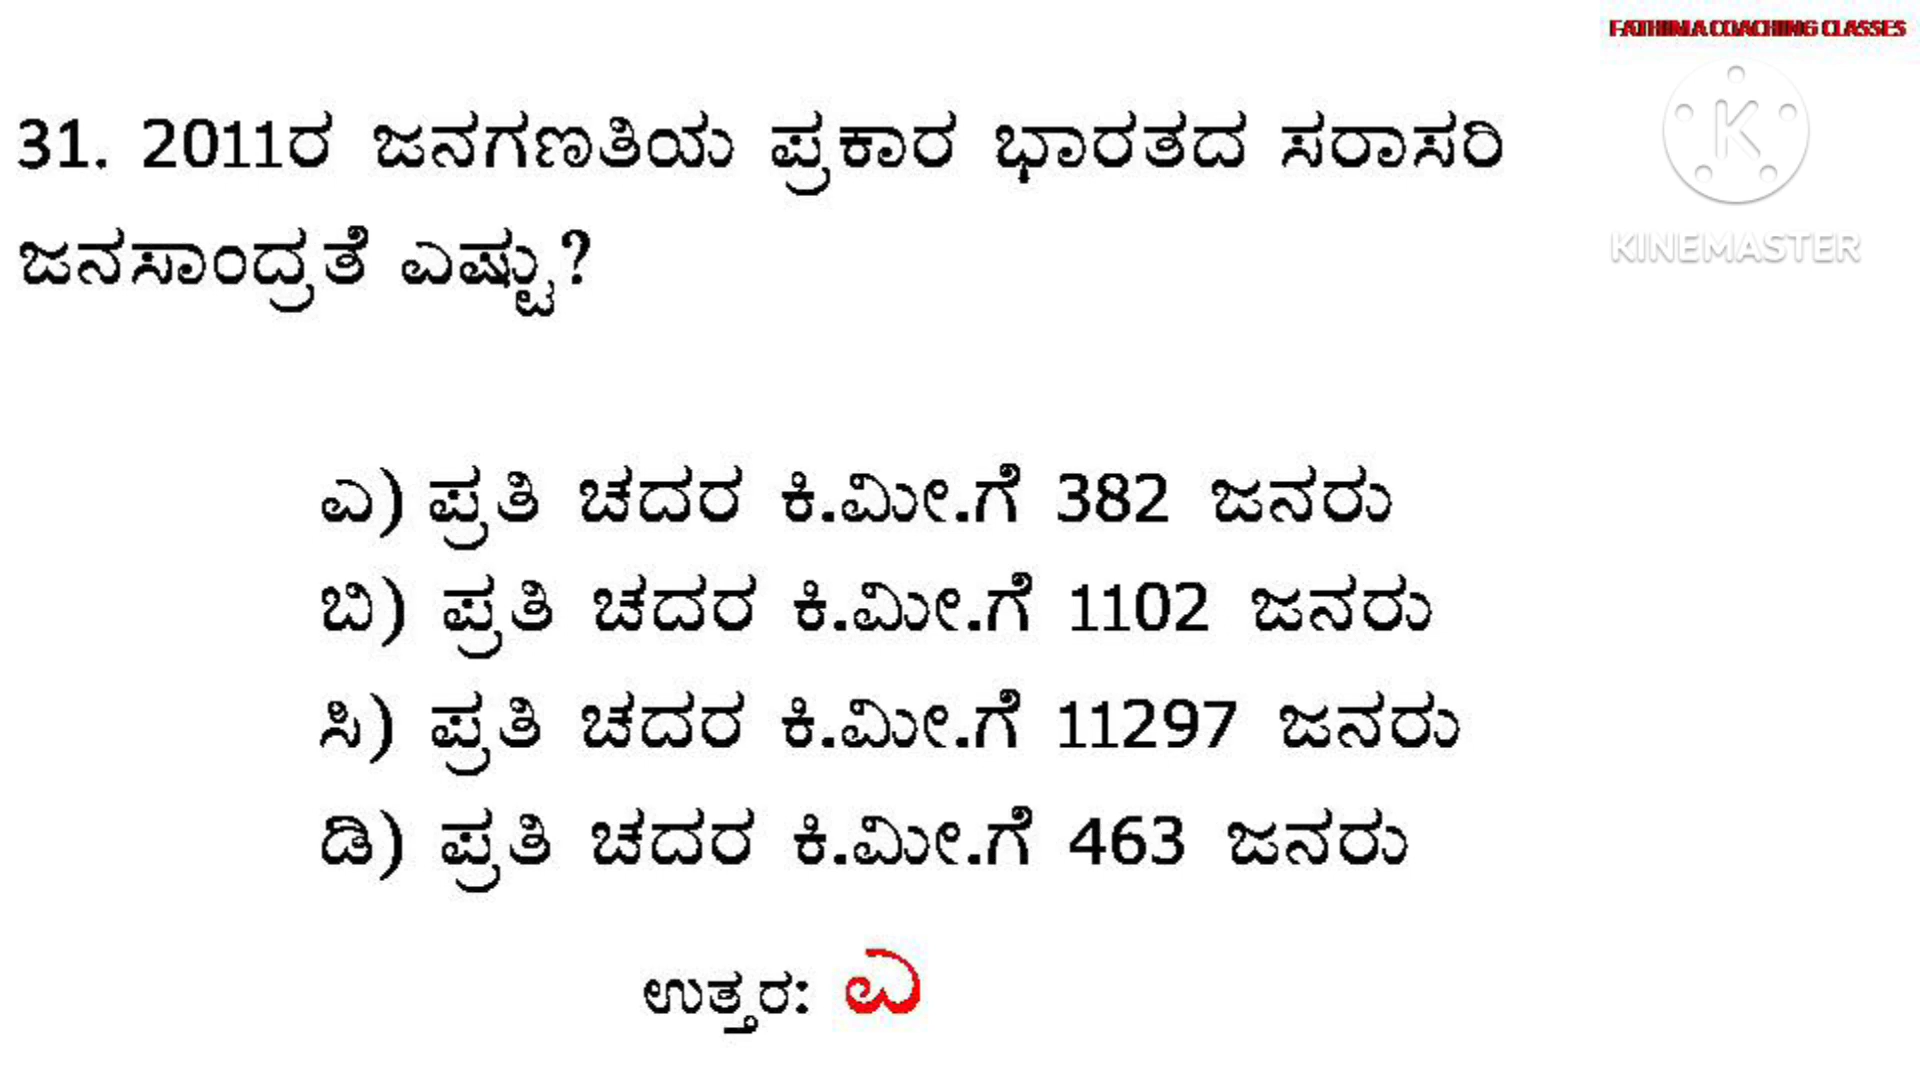 FATHIMA COACHING CLASSES
31. 2011ರ ಜನಗಣತಿಯ ಪ್ರಕಾರ ಭಾರತದ ಸರಾಸರಿ
ಜನಸಾಂದ್ರತೆ ಎಷ್ಟು?
KINEMASTER
ಎ) ಪ್ರತಿ ಚದರ ಕಿ.ಮೀ.ಗೆ 382 ಜನರು
ಬಿ) ಪ್ರತಿ ಚದರ ಕಿ.ಮೀ.ಗೆ 1102 ಜನರು
ಸಿ) ಪ್ರತಿ ಚದರ ಕಿ.ಮೀ.ಗೆ 11297 ಜನರು
ಡಿ) ಪ್ರತಿ ಚದರ ಕಿ.ಮೀ.ಗೆ 463 ಜನರು
ಉತ್ತರ: ಎ